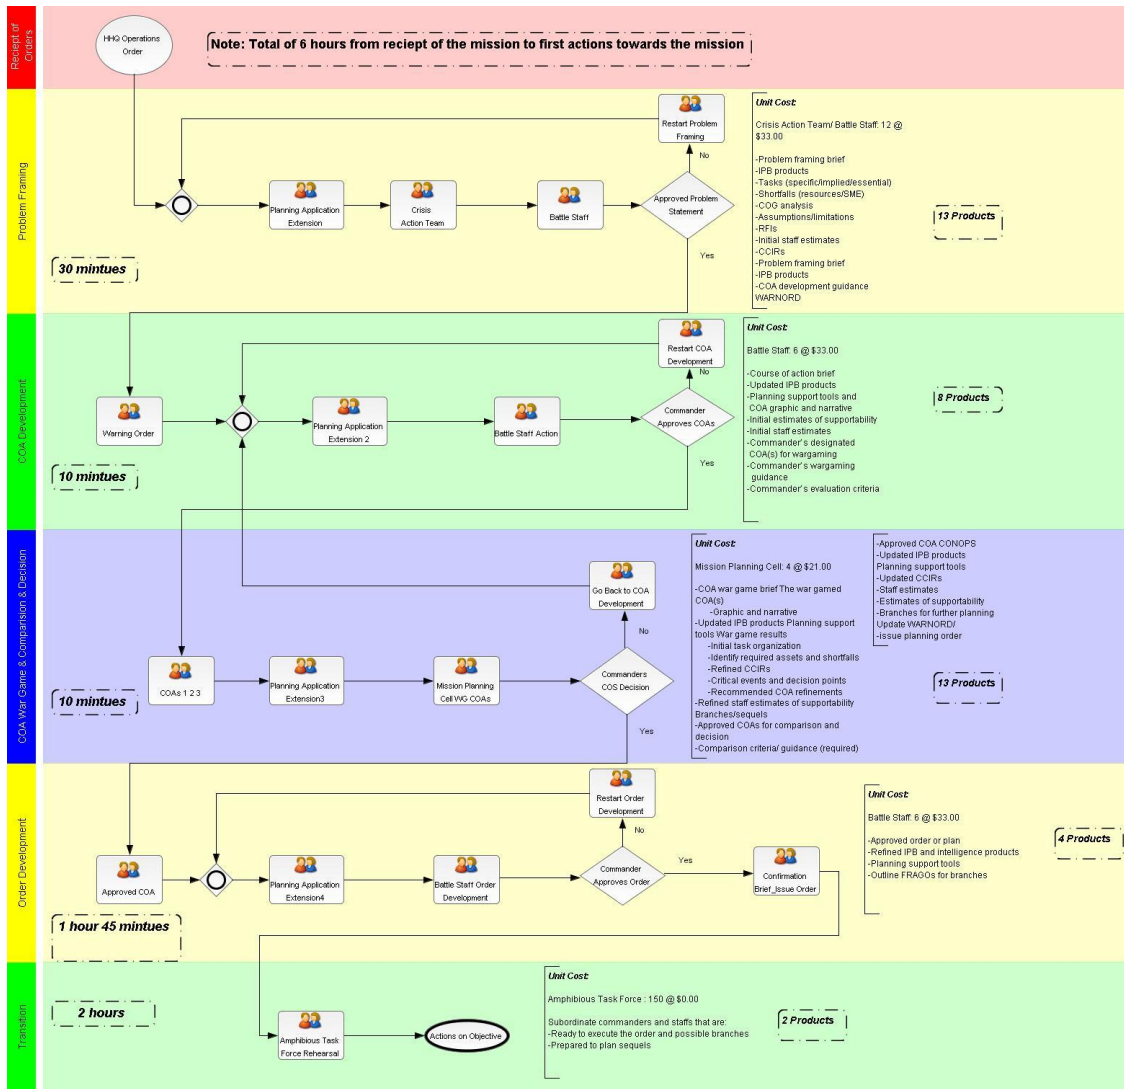 Reciept of
Orders
HHQ Operations
Order
Note: Total of 6 hours from reciept of the mission to first actions towards the mission
Problem Framing
Restart Problem
Framing
No
Planning Application
Extension
Crisis
Action Team
Battle Staff
Approved Problem
Statement
Yes
30 mintues
Unit Cost:
Crisis Action Team/ Battle Staff: 12 @
$33.00
-Problem framing brief
-IPB products
-Tasks (specific/implied/essential)
-Shortfalls (resources/SME)
-COG analysis
-Assumptions/limitations
-RFIs
-Initial staff estimates
-CCIRs
-Problem framing brief
-IPB products
-COA development guidance
WARNORD
13 Products
COA Development
Restart COA
Development
No
Warning Order
Planning Application
Extension 2
Battle Staff Action
Commander
Approves COAs
Yes
10 mintues
Unit Cost:
Battle Staff: 6 @ $33.00
-Course of action brief
-Updated IPB products
-Planning support tools and
COA graphic and narrative
-Initial estimates of supportability
-Initial staff estimates
-Commander's designated
COA(s) for wargaming
-Commander's wargaming
guidance
-Commander's evaluation criteria
8 Products
COA War Game & Comparision & Decision
Go Back to COA
Development
No
COAs 1 2 3
Planning Application
Extension3
Mission Planning
Cell WG COAs
Commanders
COS Decision
Yes
10 mintues
Unit Cost:
Mission Planning Cell: 4 @ $21.00
-COA war game brief The war gamed
COA(s)
-Graphic and narrative
-Updated IPB products Planning support
tools War game results
-Initial task organization
-Identify required assets and shortfalls
-Refined CCIRs
-Critical events and decision points
-Recommended COA refinements
-Refined staff estimates of supportability
Branches/sequels
-Approved COAs for comparison and
decision
-Comparison criteria/ guidance (required)
-Approved COA CONOPS
-Updated IPB products
Planning support tools
-Updated CCIRs
-Staff estimates
-Estimates of supportability
-Branches for further planning
Update WARNORD/
-issue planning order
13 Products
Order Development
Restart Order
Development
No
Approved COA
Planning Application
Extension4
Battle Staff Order
Development
Commander
Approves Order
Yes
Confirmation
Brief_Issue Order
1 hour 45 mintues
Unit Cost:
Battle Staff: 6 @ $33.00
-Approved order or plan
-Refined IPB and intelligence products
-Planning support tools
-Outline FRAGOs for branches
4 Products
Transition
2 hours
Amphibious Task
Force Rehearsal
Actions on Objective
Unit Cost:
Amphibious Task Force : 150 @ $0.00
Subordinate commanders and staffs that are:
-Ready to execute the order and possible branches
-Prepared to plan sequels
2 Products